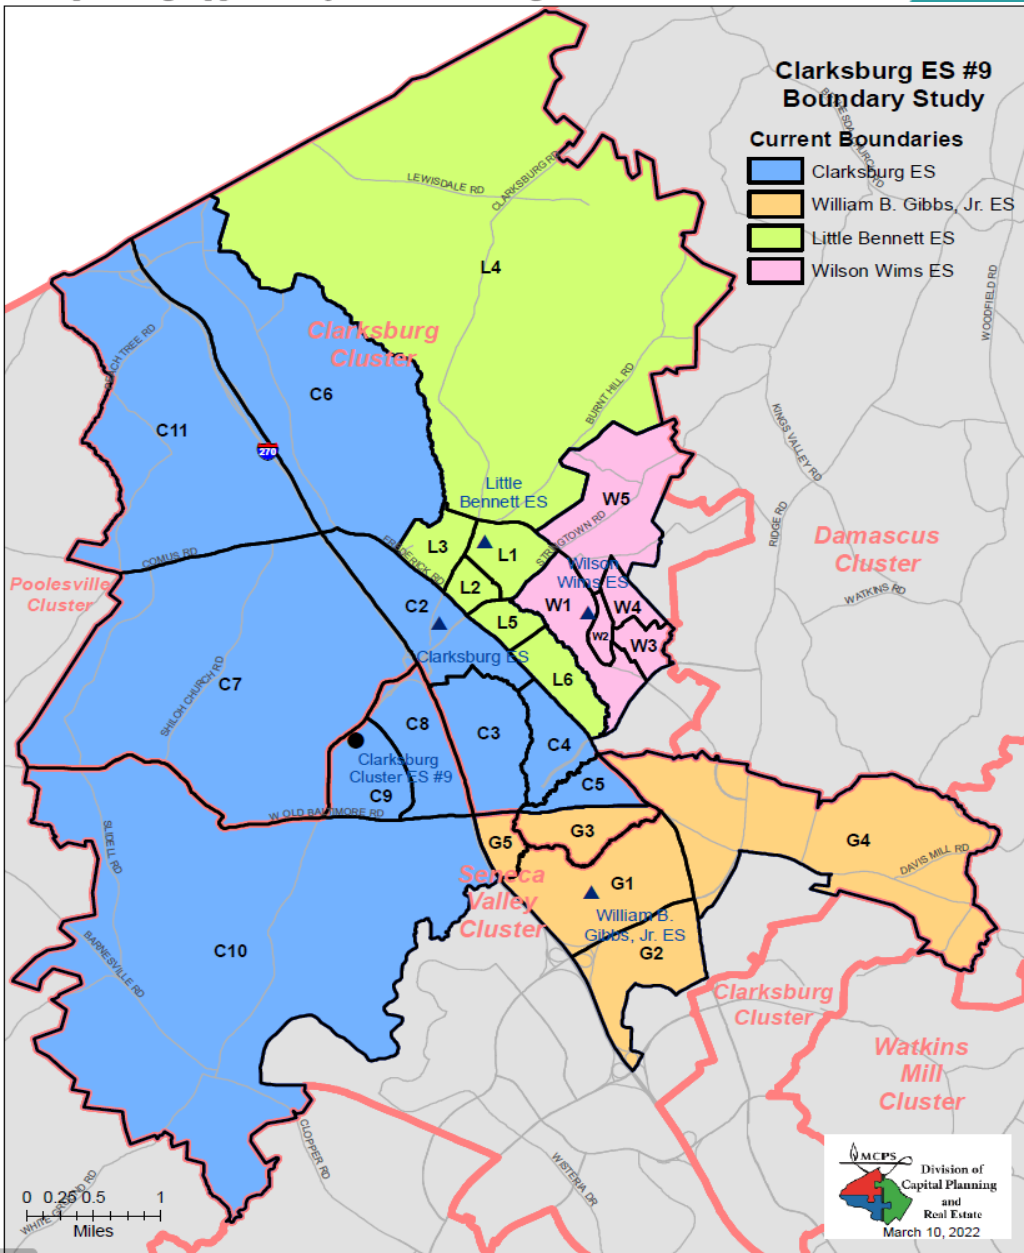 Clarksburg ES #9
Boundary Study
Current Boundaries
Clarksburg ES
William B. Gibbs, Jr. ES
Little Bennett ES
Wilson Wims ES
LEWISDALE RD
CLARKSBURG RD
L4
WOODFIELD RD
Clarksburg
Cluster
C6
C11
270
BURNT HILL RD
KINGS VALLEY RD
RIDGE RD
Little
Bennett ES
W5
STRINGTOWN RD
Damascus
Cluster
WATKINS RD
COMUS RD
FREDERICK RD
L3
L1
L2
L5
L6
Wilson
Wims ES
W1
W2
W4
W3
Poolesville
Cluster
C2
Clarksburg ES
C7
SHILOH CHURCH RD
C8
C3
C4
C5
Clarksburg
Cluster ES #9
C9
W OLD BALTIMORE RD
G5
G3
G4
DAVIS MILL RD
SLIDELL RD
Seneca
Valley
Cluster
G1
William B.
Gibbs, Jr. ES
G2
C10
BARNESVILLE RD
Clarksburg
Cluster
Watkins
Mill
Cluster
CLOPPER RD
WISTERIA DR
WHITE GROUND RD
0 0.25 0.5 1
Miles
MCPS
Division of
Capital Planning
and
Real Estate
March 10, 2022